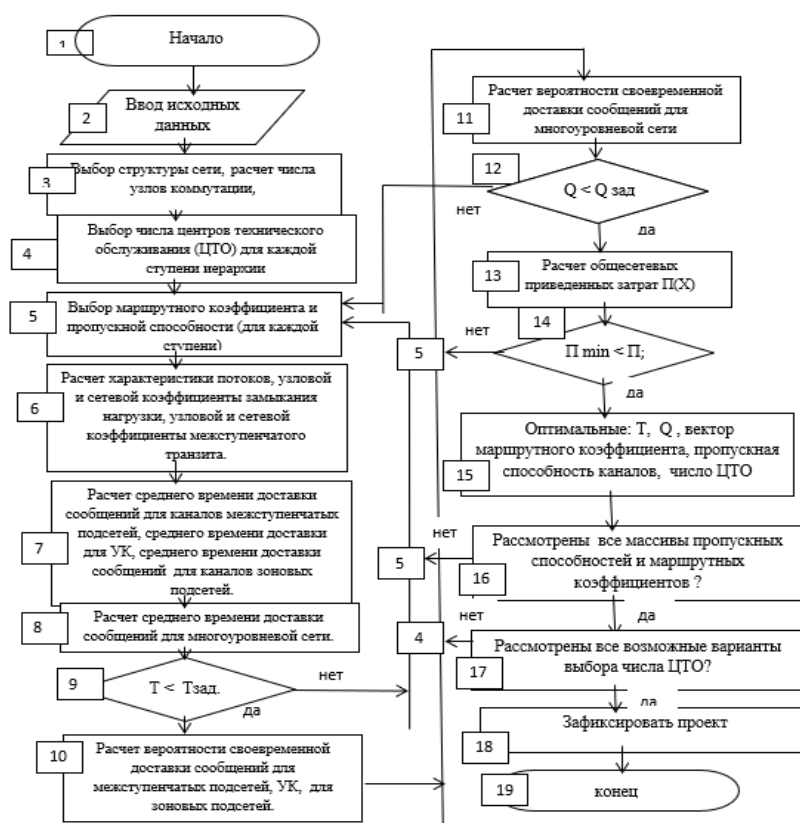 1
Начало
2
Ввод исходных
данных
3
Выбор структуры сети, расчет числа
узлов коммутации,
4
Выбор числа центров технического
обслуживания (ЦТО) для каждой
ступени иерархии
5
Выбор маршрутного коэффициента и
пропускной способности (для каждой
ступени)
6
Расчет характеристики потоков, узловой
и сетевой коэффициенты замыкания
нагрузки, узловой и сетевой
коэффициенты межступенчатого
транзита.
7
Расчет среднего времени доставки
сообщений для каналов межступенчатых
подсетей, среднего времени доставки
для УК, среднего времени доставки
сообщений для каналов зоновых
подсетей.
8
Расчет среднего времени доставки
сообщений для многоуровневой сети.
9
T < Tзад.
нет
да
10
Расчет вероятности своевременной
доставки сообщений для
межступенчатых подсетей, УК, для
зоновых подсетей.
11
Расчет вероятности своевременной
доставки сообщений для
многоуровневой сети
12
Q < Q зад
нет
да
13
Расчет общесетевых
приведенных затрат П(Х)
14
П min < П;
нет
5
да
15
Оптимальные: T, Q , вектор
маршрутного коэффициента, пропускная
способность каналов, число ЦТО
нет
5
16
Рассмотрены все массивы пропускных
способностей и маршрутных
коэффициентов ?
нет
да
4
17
Рассмотрены все возможные варианты
выбора числа ЦТО?
да
18
Зафиксировать проект
19
конец